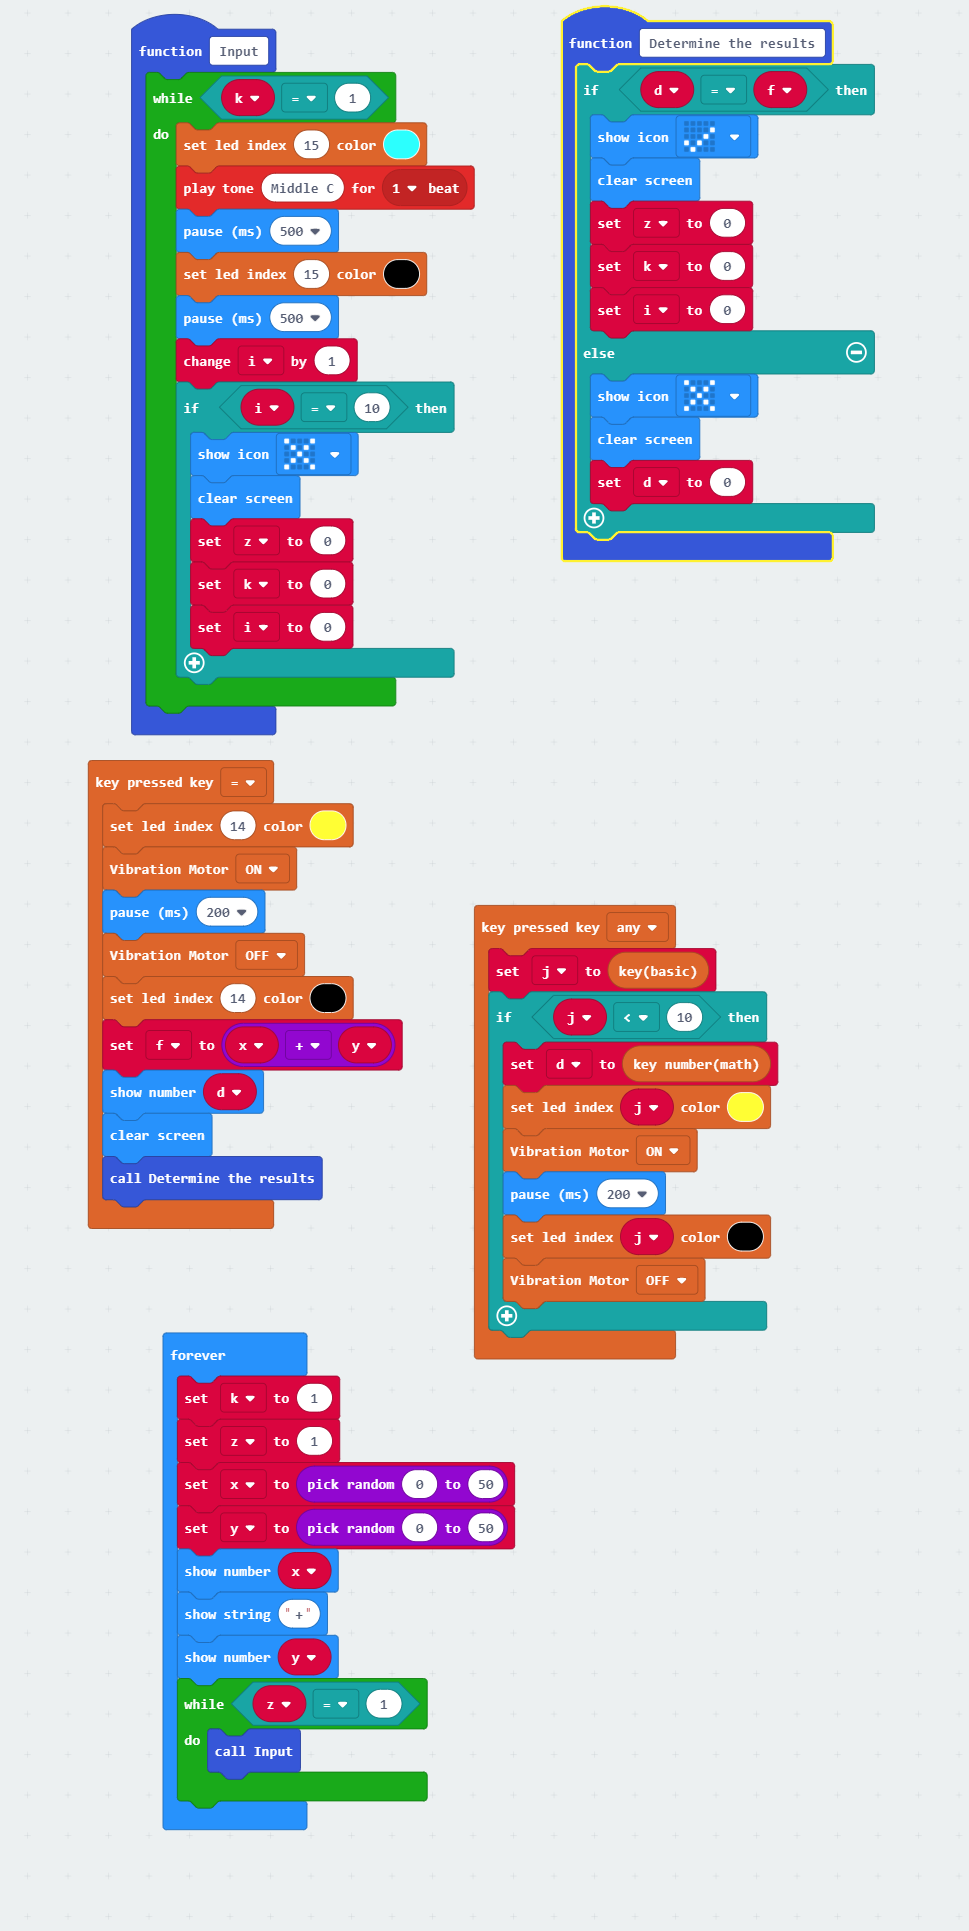 function Input
while k = 1
do
set led index 15 color
play tone Middle C for 1 beat
pause (ms) 500
set led index 15 color
pause (ms) 500
change i by 1
if i = 10 then
show icon
clear screen
set z to 0
set k to 0
set i to 0
function Determine the results
if d = f then
show icon
clear screen
set z to 0
set k to 0
set i to 0
else
show icon
clear screen
set d to 0
key pressed key =
set led index 14 color
Vibration Motor ON
pause (ms) 200
Vibration Motor OFF
set led index 14 color
set f to x + y
show number d
clear screen
call Determine the results
key pressed key any
set j to key(basic)
if j < 10 then
set d to key number(math)
set led index j color
Vibration Motor ON
pause (ms) 200
set led index j color
Vibration Motor OFF
forever
set k to 1
set z to 1
set x to pick random 0 to 50
set y to pick random 0 to 50
show number x
show string "+"
show number y
while z = 1
do
call Input